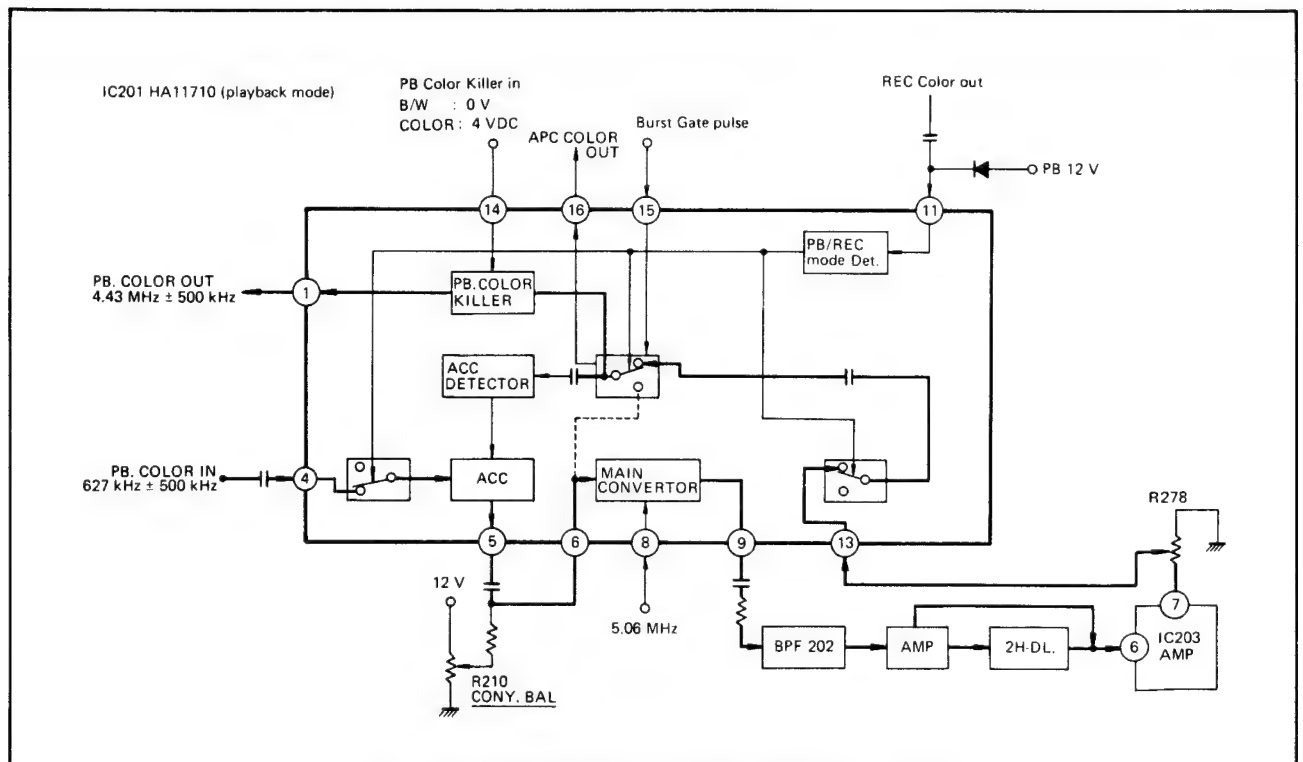 IC201 HA11710 (playback mode)
PB Color Killer in
B/W : 0 V
COLOR : 4 VDC
APC COLOR
OUT
Burst Gate pulse
REC Color out
PB 12 V
14
16
15
11
PB/REC
mode Det.
PB. COLOR OUT
4.43 MHz ± 500 kHz
1
PB. COLOR
KILLER
ACC
DETECTOR
PB. COLOR IN
627 kHz ± 500 kHz
4
ACC
MAIN
CONVERTOR
5
6
8
9
13
R278
12 V
5.06 MHz
R210
CONY. BAL
BPF 202
AMP
2H-DL.
7
6
IC203
AMP